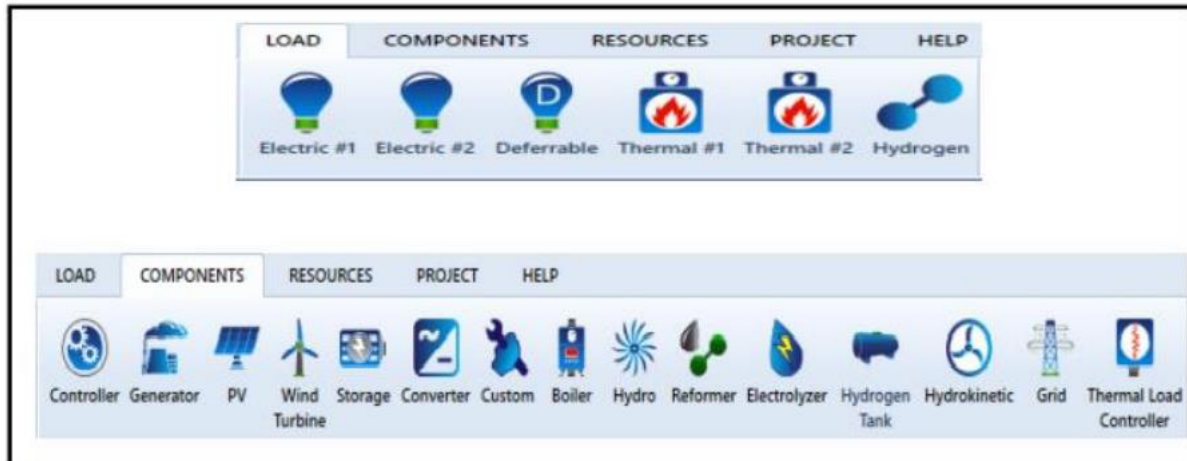 LOAD COMPONENTS RESOURCES PROJECT HELP
D
Electric #1 Electric #2 Deferrable Thermal #1 Thermal #2 Hydrogen
LOAD COMPONENTS RESOURCES PROJECT HELP
Controller Generator PV Wind Turbine Storage Converter Custom Boiler Hydro Reformer Electrolyzer Hydrogen Tank Hydrokinetic Grid Thermal Load Controller